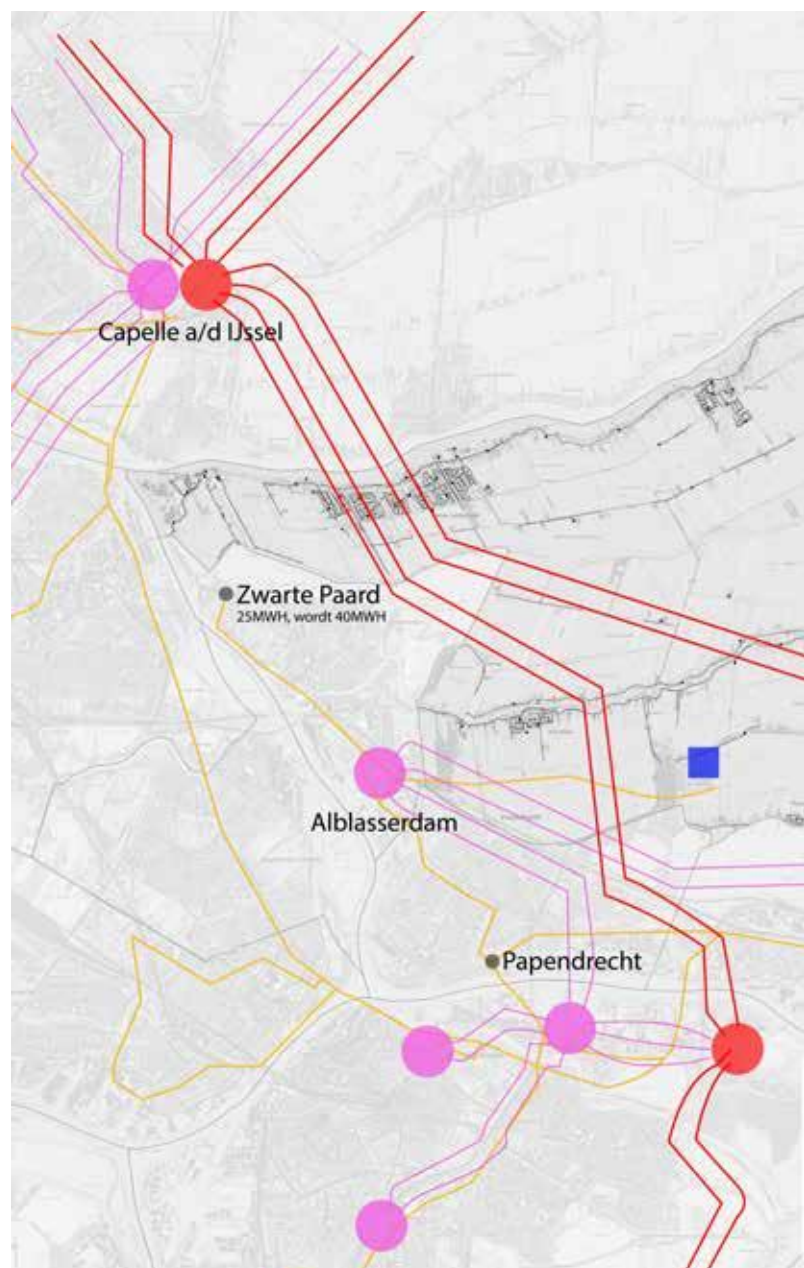 Capelle a/d IJssel
Zwarte Paard
25MWH, wordt 40MWH
Alblasserdam
Papendrecht